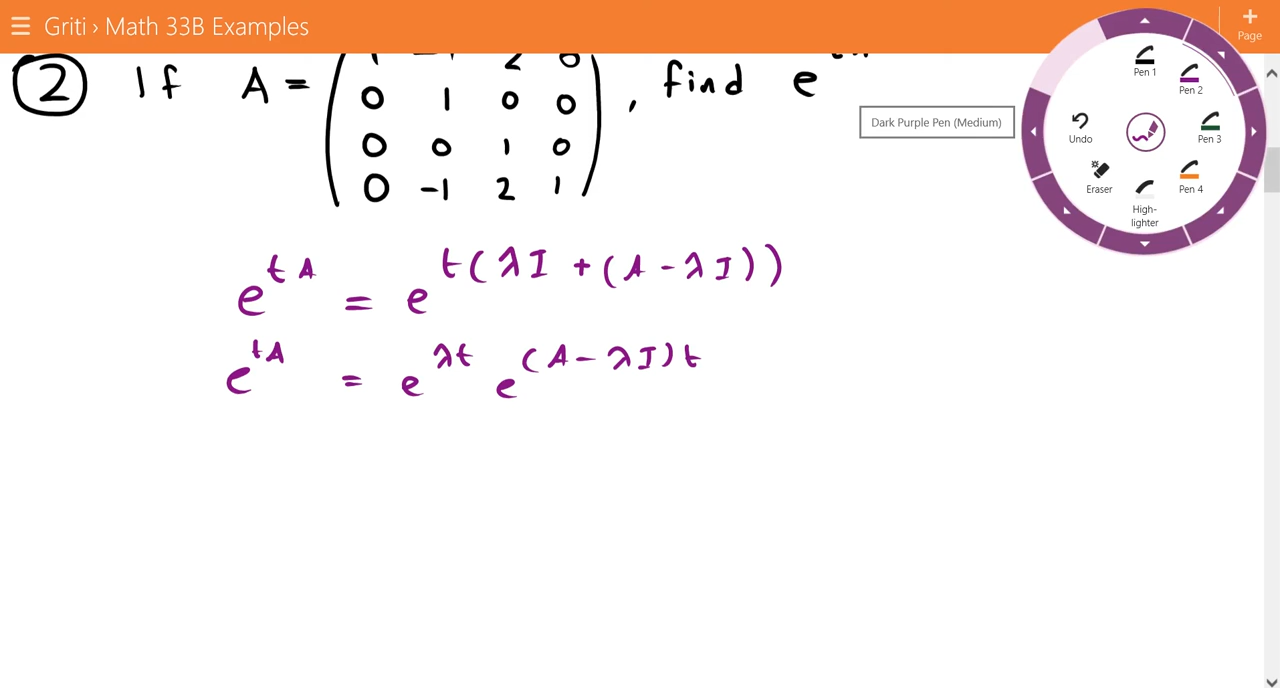 Griti › Math 33B Examples
Page
Pen 1
Pen 2
Undo
Pen 3
Eraser
Pen 4
High-
lighter
Dark Purple Pen (Medium)
② If A = , find e
2 0
0 1 0 0
0 0 1 0
0 -1 2 1
e^{tA} = e^{t(λI + (A - λI))}
e^{tA} = e^{λt} e^{(A - λI)t}